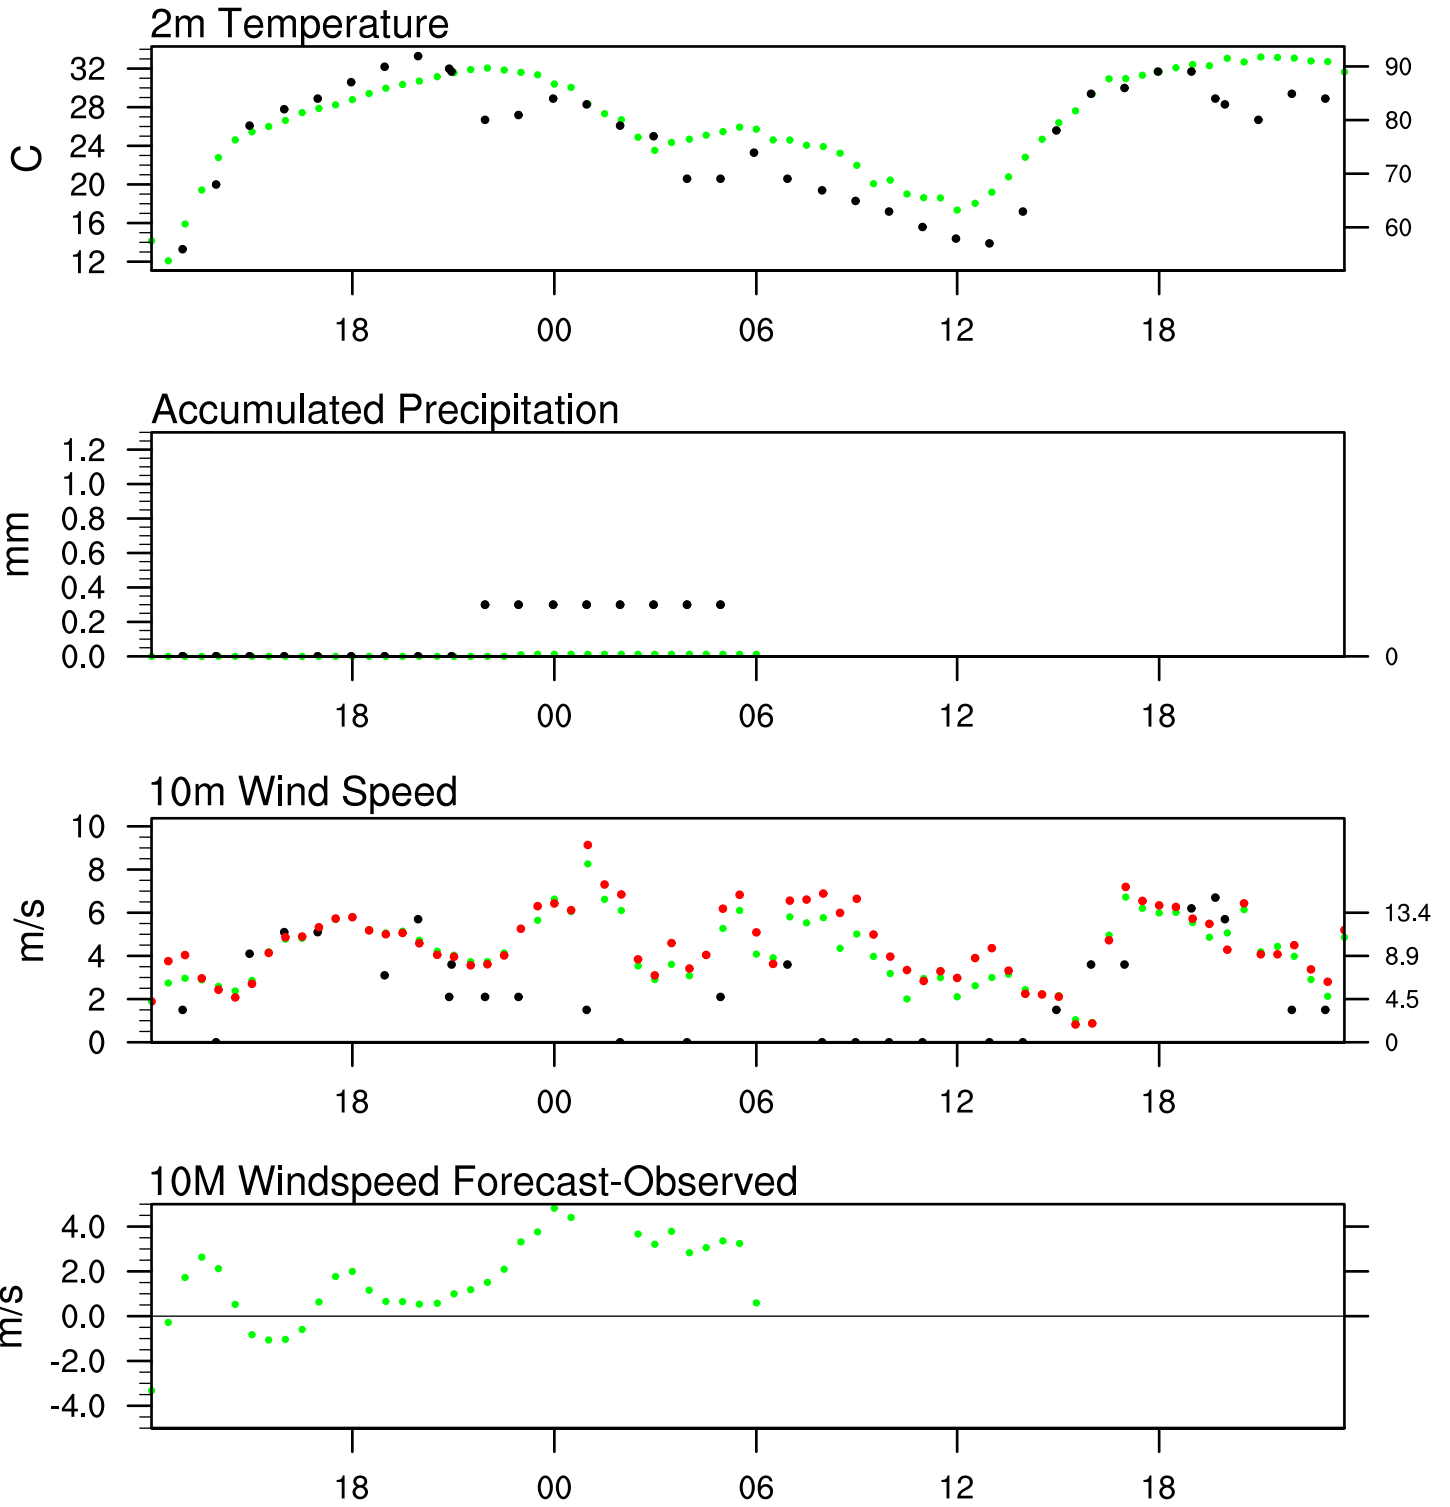 2m Temperature
32
28
24
20
16
12
C
90
80
70
60
18 00 06 12 18
Accumulated Precipitation
1.2
1.0
0.8
0.6
0.4
0.2
0.0
mm
0
18 00 06 12 18
10m Wind Speed
10
8
6
4
2
0
m/s
13.4
8.9
4.5
0
18 00 06 12 18
10M Windspeed Forecast-Observed
4.0
2.0
0.0
-2.0
-4.0
m/s
18 00 06 12 18